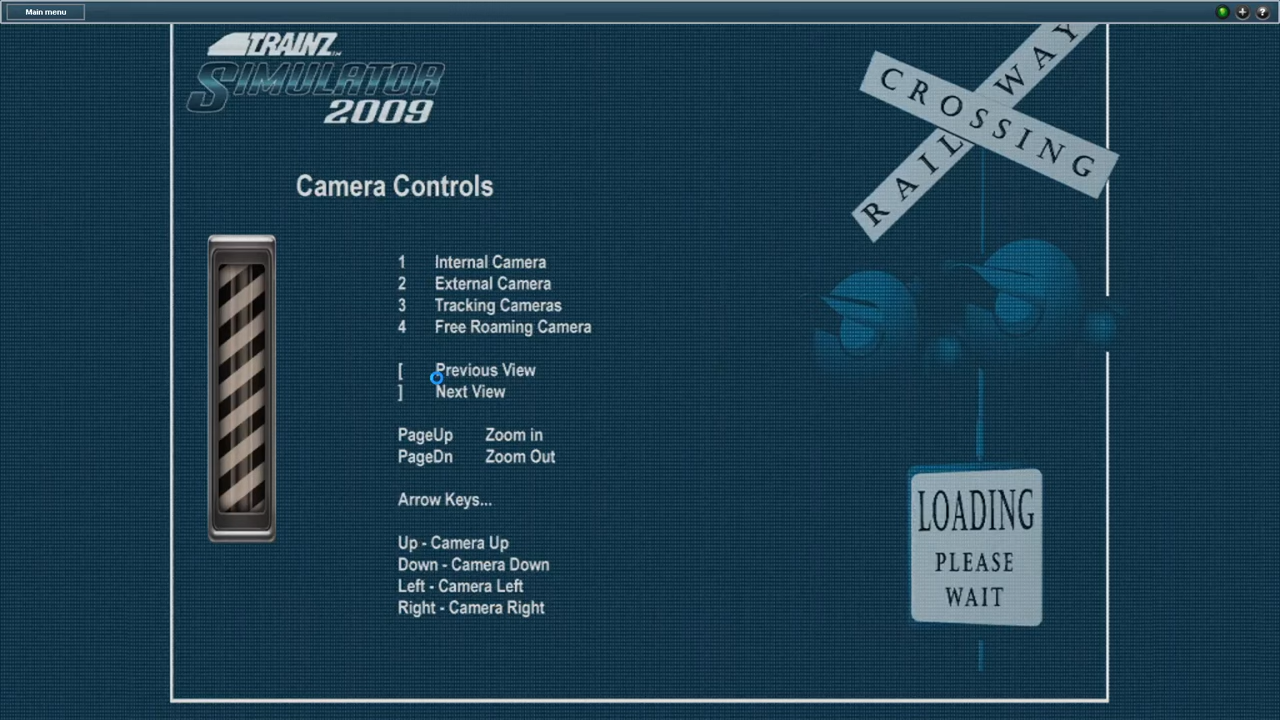 Main menu
TRAINZ
SIMULATOR
2009
RAILWAY
CROSSING
Camera Controls
1 Internal Camera
2 External Camera
3 Tracking Cameras
4 Free Roaming Camera
[ Previous View
] Next View
PageUp Zoom in
PageDn Zoom Out
Arrow Keys...
Up - Camera Up
Down - Camera Down
Left - Camera Left
Right - Camera Right
LOADING
PLEASE
WAIT